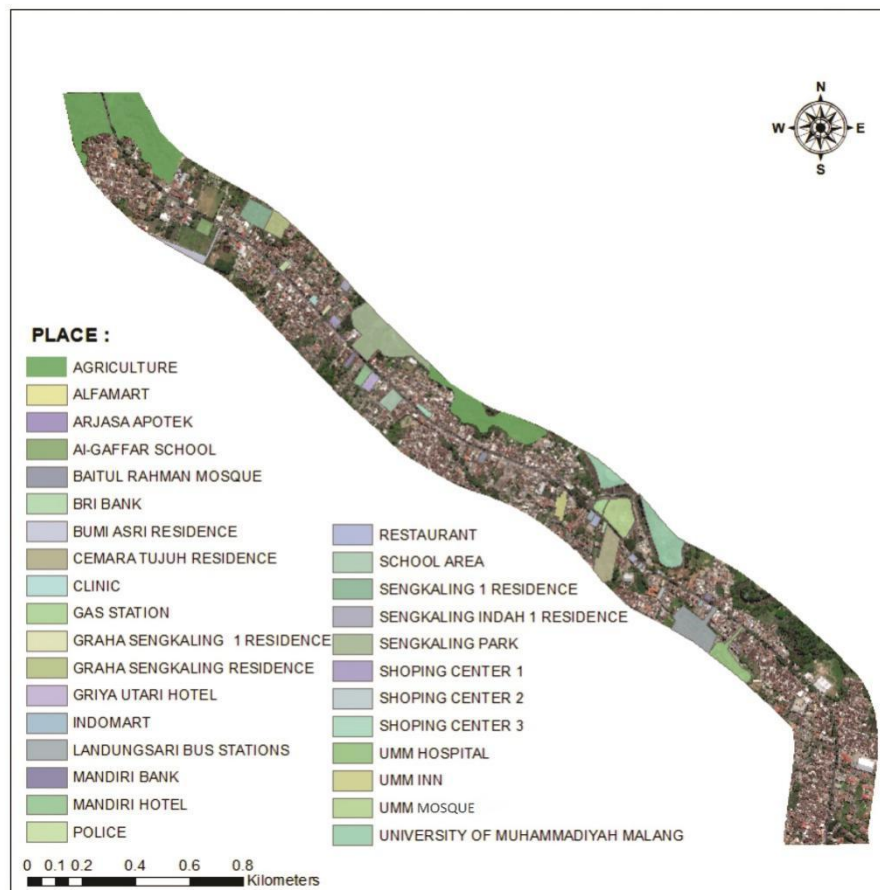 N
W E
S
PLACE :
AGRICULTURE
ALFAMART
ARJASA APOTEK
Al-GAFFAR SCHOOL
BAITUL RAHMAN MOSQUE
BRI BANK
BUMI ASRI RESIDENCE
CEMARA TUJUH RESIDENCE
CLINIC
GAS STATION
GRAHA SENGKALING 1 RESIDENCE
GRAHA SENGKALING RESIDENCE
GRIYA UTARI HOTEL
INDOMART
LANDUNGSARI BUS STATIONS
MANDIRI BANK
MANDIRI HOTEL
POLICE
RESTAURANT
SCHOOL AREA
SENGKALING 1 RESIDENCE
SENGKALING INDAH 1 RESIDENCE
SENGKALING PARK
SHOPING CENTER 1
SHOPING CENTER 2
SHOPING CENTER 3
UMM HOSPITAL
UMM INN
UMM MOSQUE
UNIVERSITY OF MUHAMMADIYAH MALANG
0 0.1 0.2 0.4 0.6 0.8
Kilometers